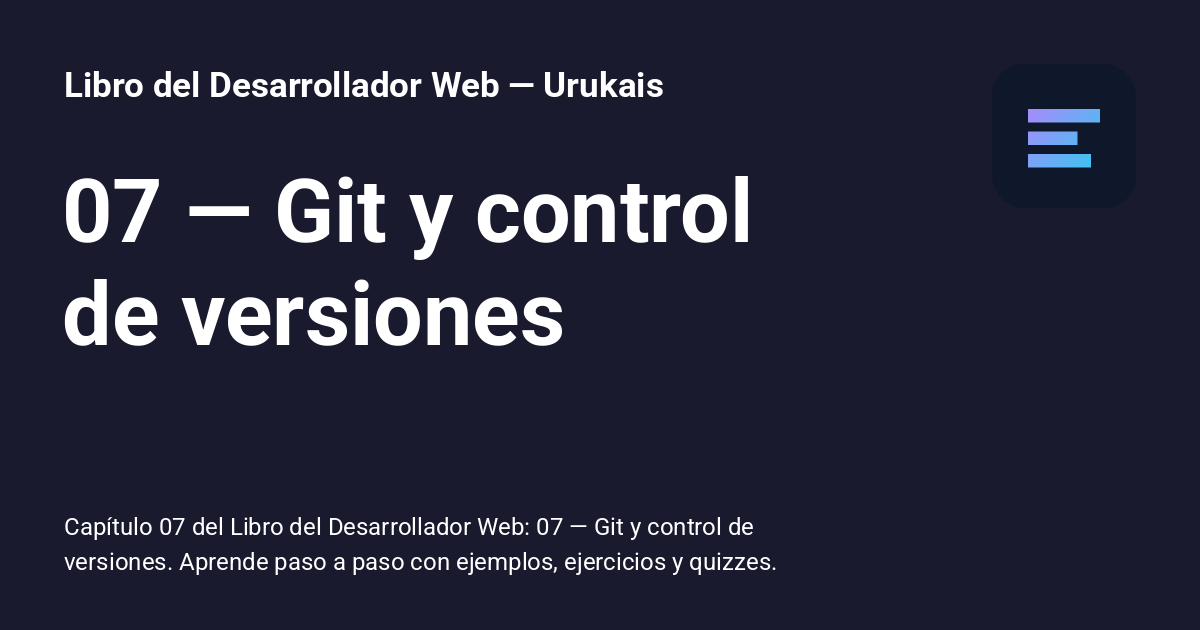 Libro del Desarrollador Web — Urukais
07 — Git y control
de versiones
Capítulo 07 del Libro del Desarrollador Web: 07 — Git y control de
versiones. Aprende paso a paso con ejemplos, ejercicios y quizzes.